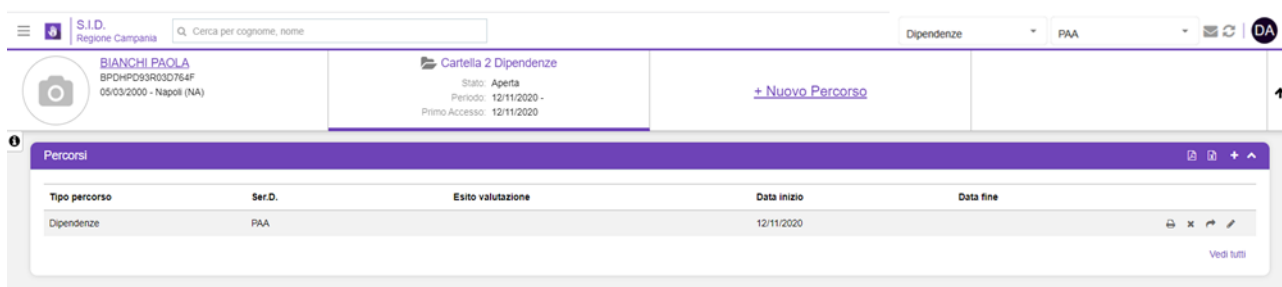 S.I.D.
Regione Campania
Cerca per cognome, nome
Dipendenze
PAA
DA
BIANCHI PAOLA
BPDHPD93R03D764F
05/03/2000 - Napoli (NA)
Cartella 2 Dipendenze
Stato: Aperta
Periodo: 12/11/2020 -
Primo Accesso: 12/11/2020
+ Nuovo Percorso
Percorsi
Tipo percorso Ser.D. Esito valutazione Data inizio Data fine
Dipendenze PAA 12/11/2020
Vedi tutti